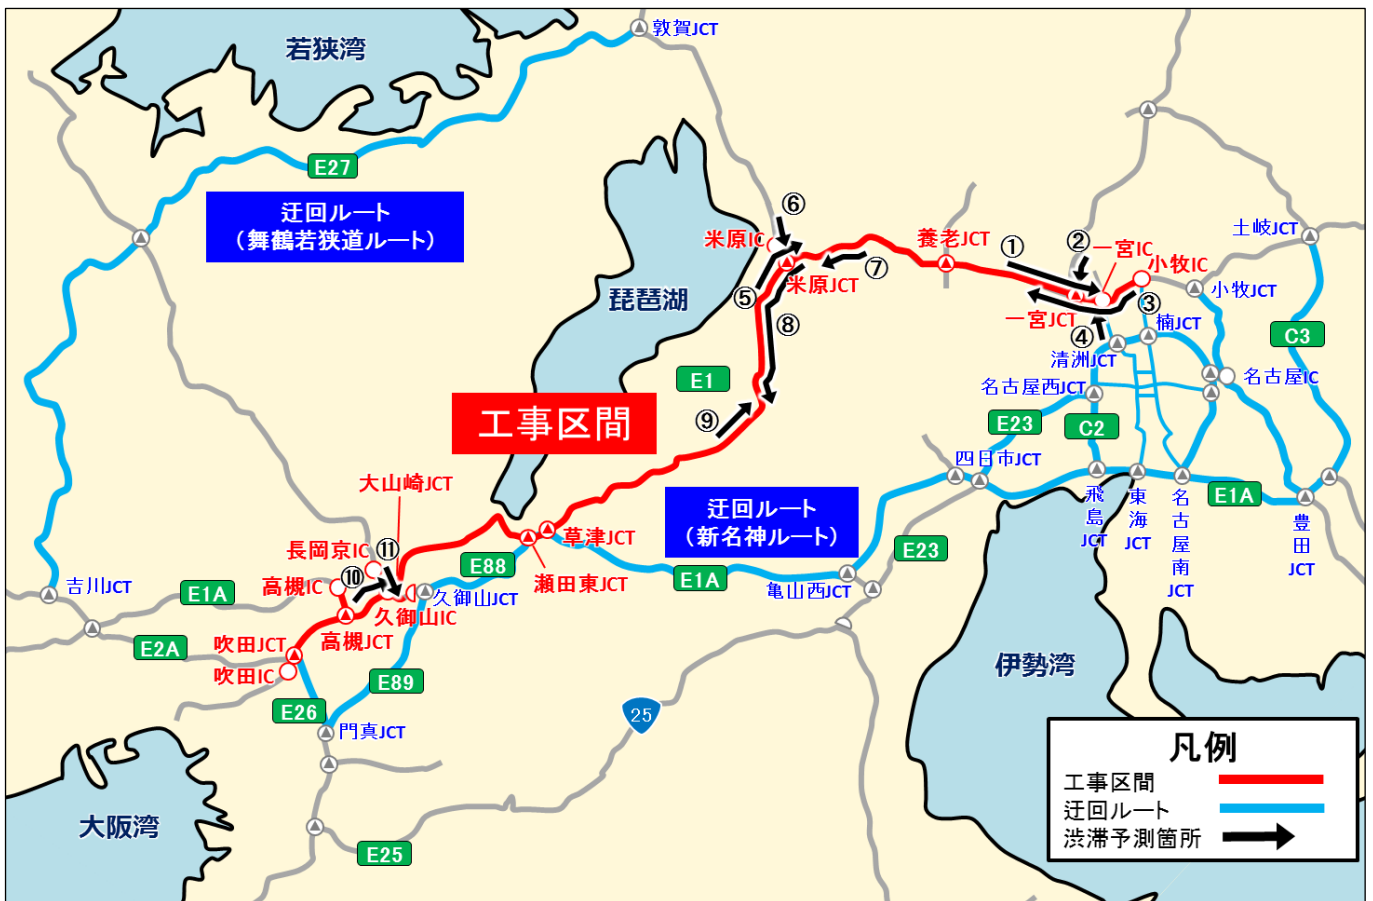 若狭湾
敦賀JCT
E27
迂回ルート
(舞鶴若狭道ルート)
⑥
米原IC
養老JCT
①
②
一宮IC
小牧IC
土岐JCT
⑦
米原JCT
小牧JCT
琵琶湖
⑤
⑧
一宮JCT
③
④
楠JCT
C3
清洲JCT
E1
名古屋西JCT
名古屋IC
工事区間
⑨
E23
C2
四日市JCT
大山崎JCT
迂回ルート
(新名神ルート)
飛島JCT
東海JCT
名古屋南JCT
E1A
豊田JCT
長岡京IC
⑪
草津JCT
E23
高槻IC
⑩
E88
瀬田東JCT
E1A
亀山西JCT
吉川JCT
E1A
久御山JCT
久御山IC
高槻JCT
E2A
吹田JCT
吹田IC
E89
伊勢湾
E26
門真JCT
25
大阪湾
E25
凡例
工事区間
迂回ルート
渋滞予測箇所